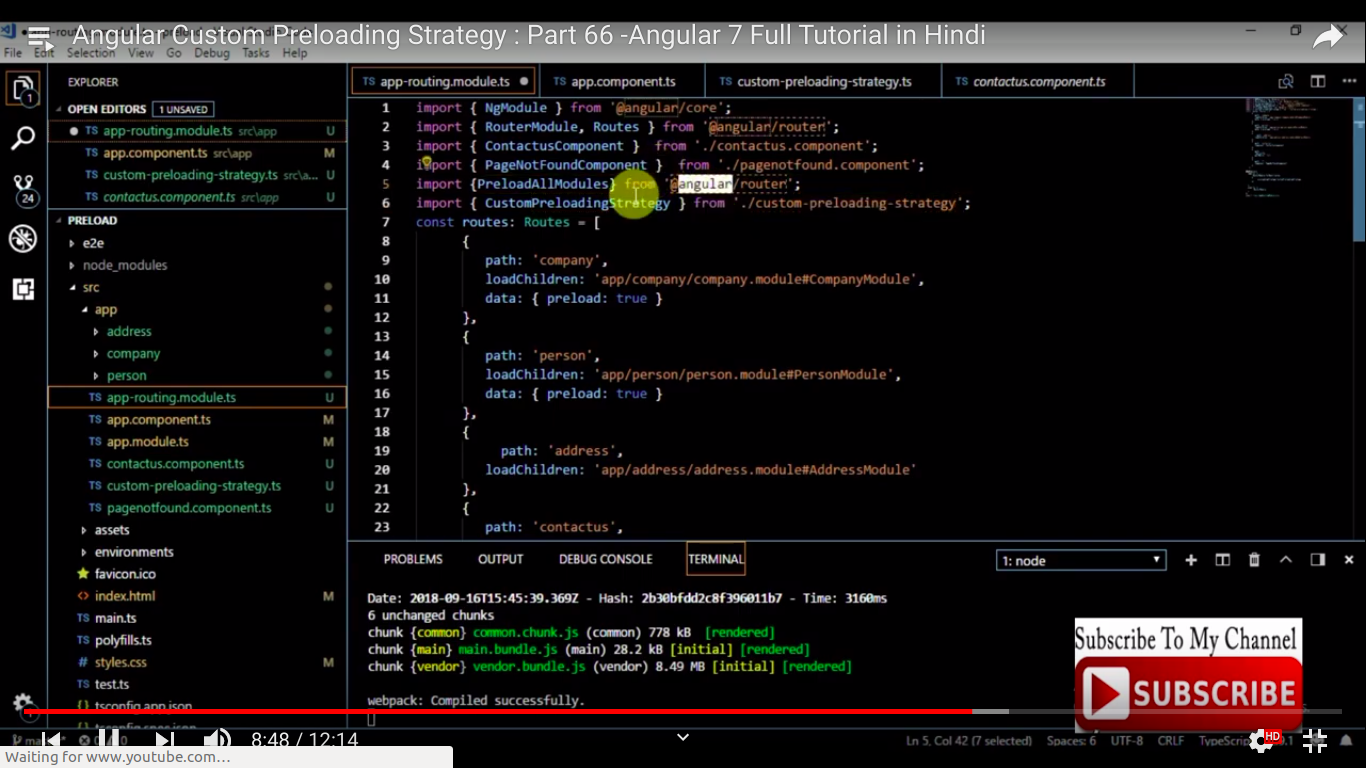 Angular Custom Preloading Strategy : Part 66 -Angular 7 Full Tutorial in Hindi
File Edit Selection View Go Debug Tasks Help
EXPLORER
OPEN EDITORS 1 UNSAVED
TS app-routing.module.ts src\app U
TS app.component.ts src\app M
TS custom-preloading-strategy.ts src\a... U
TS contactus.component.ts src\app U
PRELOAD
e2e
node_modules
src
app
address
company
person
TS app-routing.module.ts U
TS app.component.ts M
TS app.module.ts M
TS contactus.component.ts U
TS custom-preloading-strategy.ts U
TS pagenotfound.component.ts U
assets
environments
favicon.ico
index.html M
TS main.ts
TS polyfills.ts
# styles.css M
TS test.ts
{} tsconfig.app.json
1
24
TS app-routing.module.ts TS app.component.ts TS custom-preloading-strategy.ts TS contactus.component.ts
1 import { NgModule } from '@angular/core';
2 import { RouterModule, Routes } from '@angular/router';
3 import { ContactusComponent } from './contactus.component';
4 import { PageNotFoundComponent } from './pagenotfound.component';
5 import {PreloadAllModules} from '@angular/router';
6 import { CustomPreloadingStrategy } from './custom-preloading-strategy';
7 const routes: Routes = [
8 {
9 path: 'company',
10 loadChildren: 'app/company/company.module#CompanyModule',
11 data: { preload: true }
12 },
13 {
14 path: 'person',
15 loadChildren: 'app/person/person.module#PersonModule',
16 data: { preload: true }
17 },
18 {
19 path: 'address',
20 loadChildren: 'app/address/address.module#AddressModule'
21 },
22 {
23 path: 'contactus',
PROBLEMS OUTPUT DEBUG CONSOLE TERMINAL 1: node
Date: 2018-09-16T15:45:39.369Z - Hash: 2b30bfdd2c8f396011b7 - Time: 3160ms
6 unchanged chunks
chunk {common} common.chunk.js (common) 778 kB [rendered]
chunk {main} main.bundle.js (main) 28.2 kB [initial] [rendered]
chunk {vendor} vendor.bundle.js (vendor) 8.49 MB [initial] [rendered]
webpack: Compiled successfully.
Subscribe To My Channel
SUBSCRIBE
8:48 / 12:14
Ln 5, Col 42 (7 selected) Spaces: 6 UTF-8 CRLF
HD
Waiting for www.youtube.com…